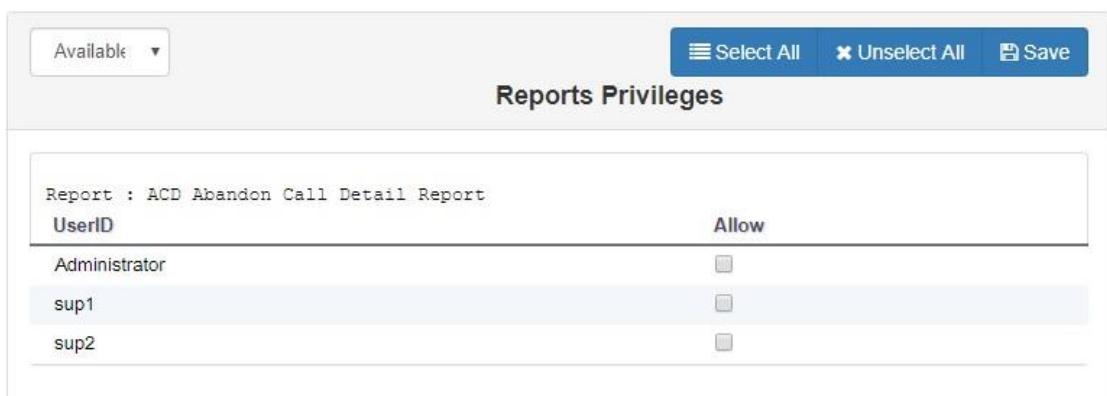 Available
Select All Unselect All Save
Reports Privileges
Report : ACD Abandon Call Detail Report
UserID Allow
Administrator
sup1
sup2